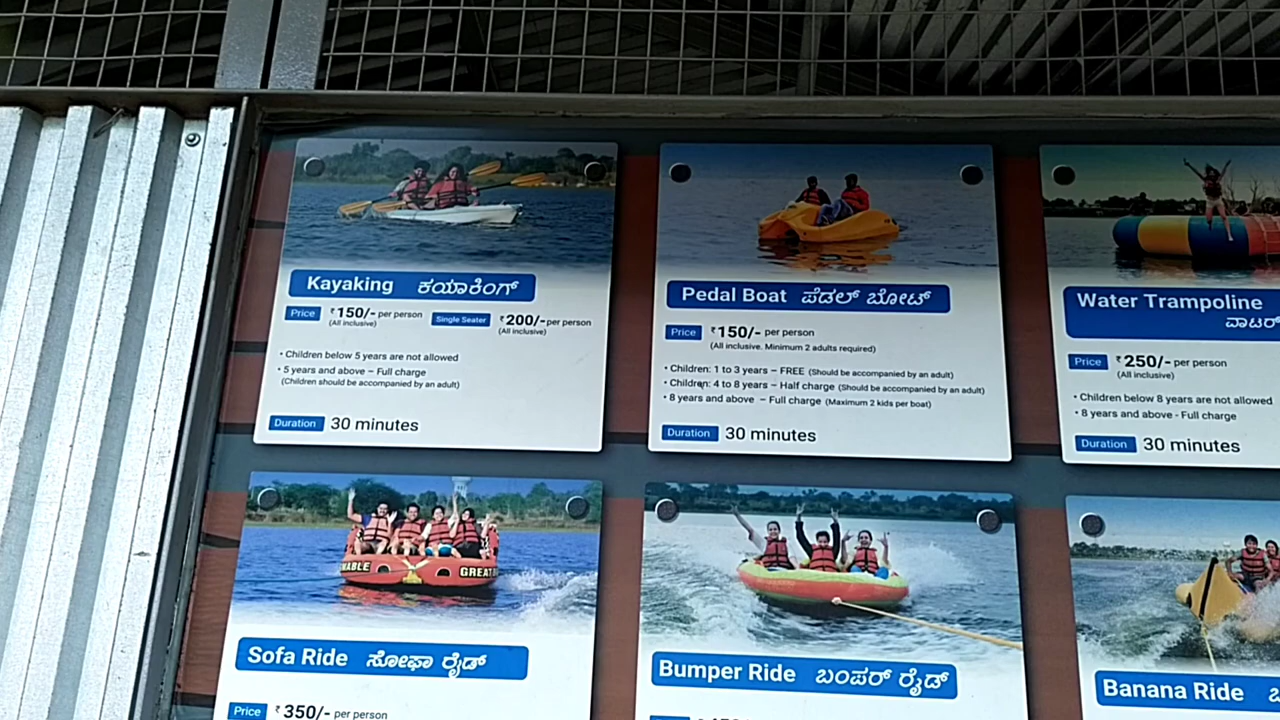 Kayaking ಕಯಾಕಿಂಗ್
Price ₹150/- per person Single Seater ₹200/- per person
(All inclusive) (All inclusive)
• Children below 5 years are not allowed
• 5 years and above – Full charge
(Children should be accompanied by an adult)
Duration 30 minutes
Pedal Boat ಪೆಡಲ್ ಬೋಟ್
Price ₹150/- per person
(All inclusive. Minimum 2 adults required)
• Children: 1 to 3 years – FREE (Should be accompanied by an adult)
• Children: 4 to 8 years – Half charge (Should be accompanied by an adult)
• 8 years and above – Full charge (Maximum 2 kids per boat)
Duration 30 minutes
Water Trampoline
ವಾಟರ್
Price ₹250/- per person
(All inclusive)
• Children below 8 years are not allowed
• 8 years and above - Full charge
Duration 30 minutes
GREAT
Sofa Ride ಸೋಫಾ ರೈಡ್
Price ₹350/- per person
Bumper Ride ಬಂಪರ್ ರೈಡ್
Banana Ride